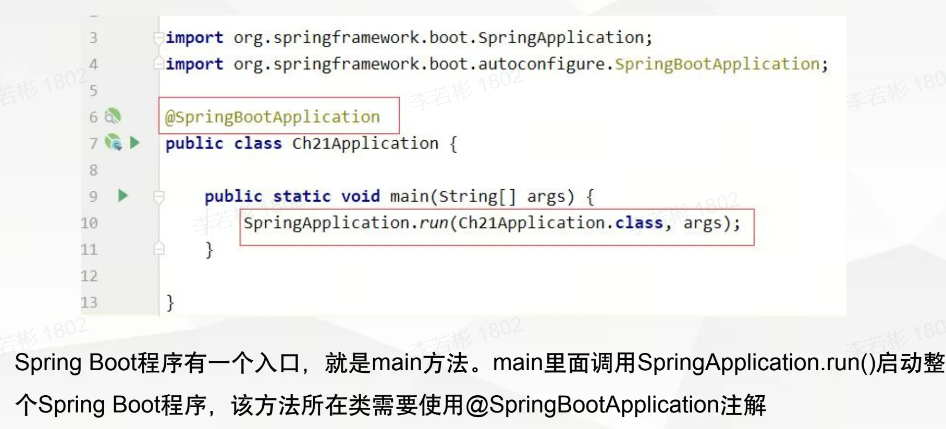 3 import org.springframework.boot.SpringApplication;
4 import org.springframework.boot.autoconfigure.SpringBootApplication;
5
6 @SpringBootApplication
7 public class Ch21Application {
8
9 public static void main(String[] args) {
10 SpringApplication.run(Ch21Application.class, args);
11 }
12
13 }
Spring Boot程序有一个入口，就是main方法。main里面调用SpringApplication.run()启动整
个Spring Boot程序，该方法所在类需要使用@SpringBootApplication注解
李若彬 1802